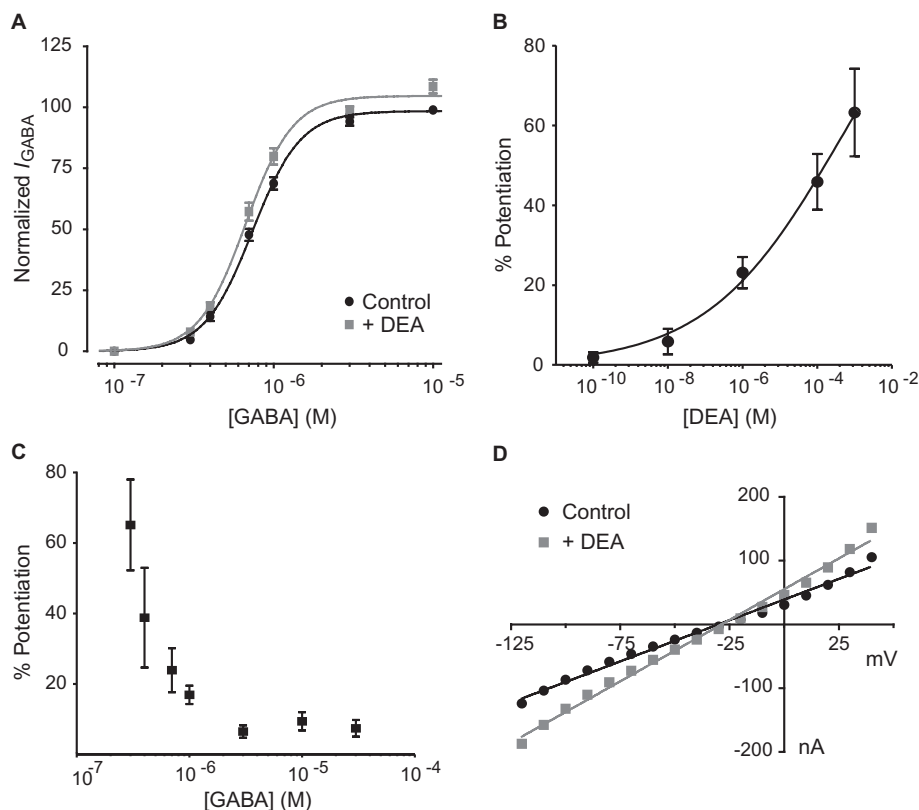 A
125
100
75
50
25
0
Normalized I_GABA
Control
+ DEA
10^-7
10^-6
10^-5
[GABA] (M)
B
80
60
40
20
0
% Potentiation
10^-10
10^-8
10^-6
10^-4
10^-2
[DEA] (M)
C
80
60
40
20
% Potentiation
10^-7
10^-6
10^-5
10^-4
[GABA] (M)
D
Control
+ DEA
200
100
-125
-75
-25
25
mV
-100
-200
nA